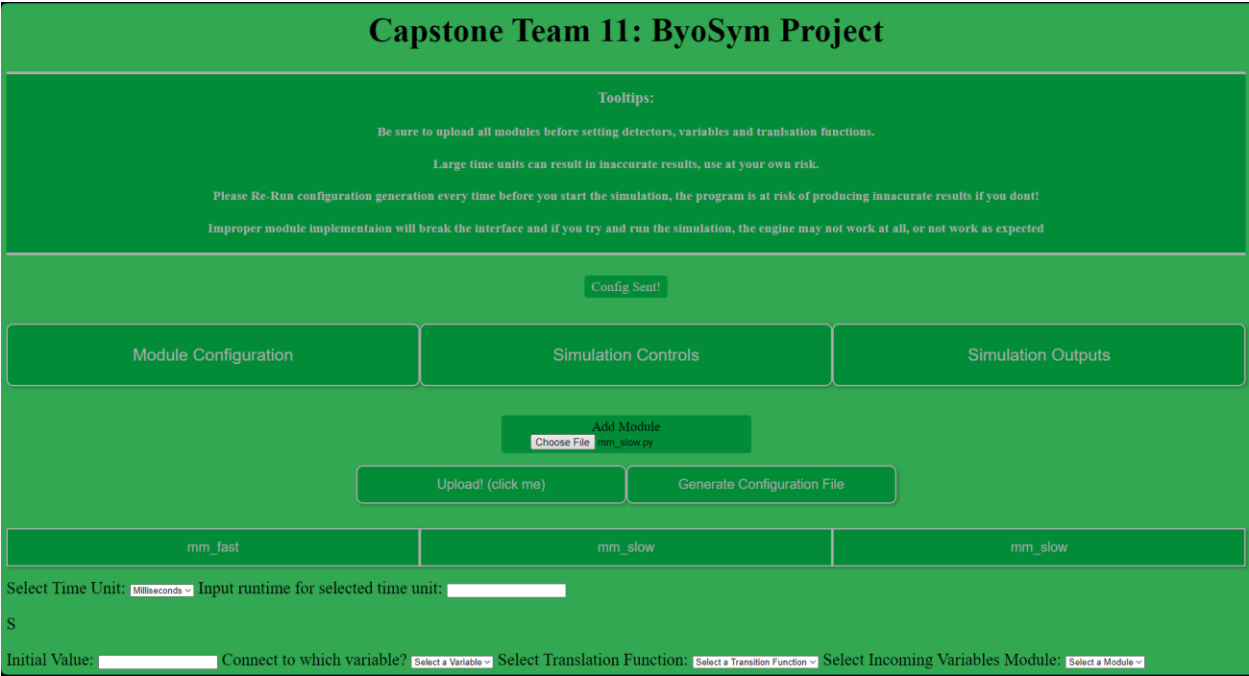 Capstone Team 11: ByoSym Project
Tooltips:
Be sure to upload all modules before setting detectors, variables and tranlsation functions.
Large time units can result in inaccurate results, use at your own risk.
Please Re-Run configuration generation every time before you start the simulation, the program is at risk of producing innacurate results if you dont!
Improper module implementaion will break the interface and if you try and run the simulation, the engine may not work at all, or not work as expected
Config Sent!
Module Configuration Simulation Controls Simulation Outputs
Add Module
Choose File mm_slow.py
Upload! (click me) Generate Configuration File
mm_fast mm_slow mm_slow
Select Time Unit: Milliseconds Input runtime for selected time unit:
S
Initial Value: Connect to which variable? Select a Variable Select Translation Function: Select a Transition Function Select Incoming Variables Module: Select a Module